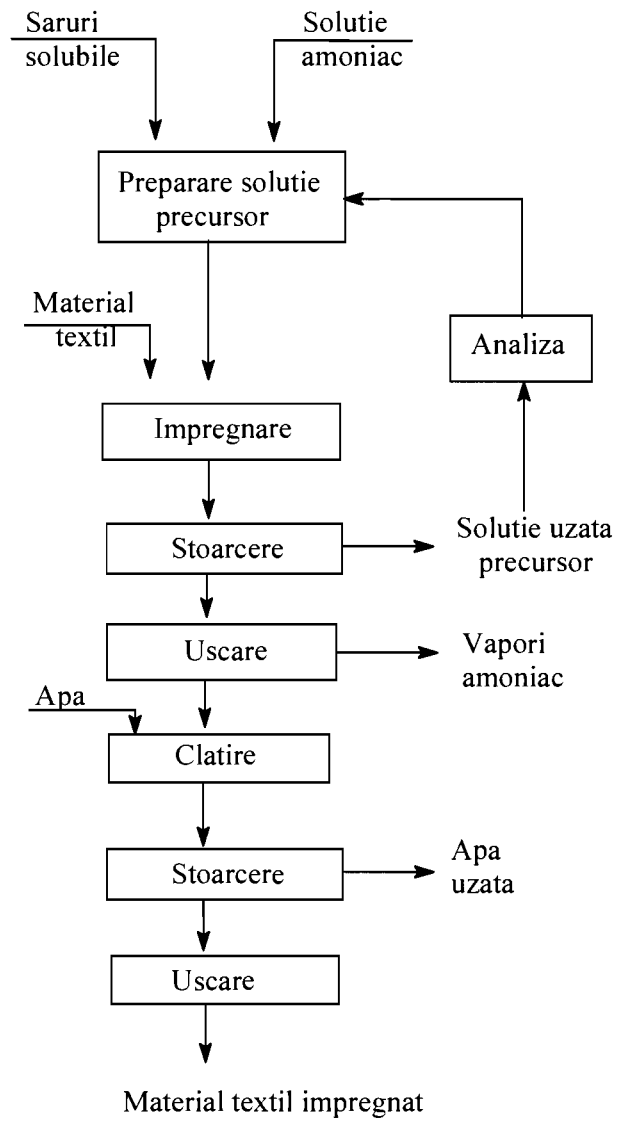 Saruri
solubile
Solutie
amoniac
Preparare solutie
precursor
Material
textil
Analiza
Impregnare
Stoarcere
Solutie uzata
precursor
Uscare
Vapori
amoniac
Apa
Clatire
Stoarcere
Apa
uzata
Uscare
Material textil impregnat